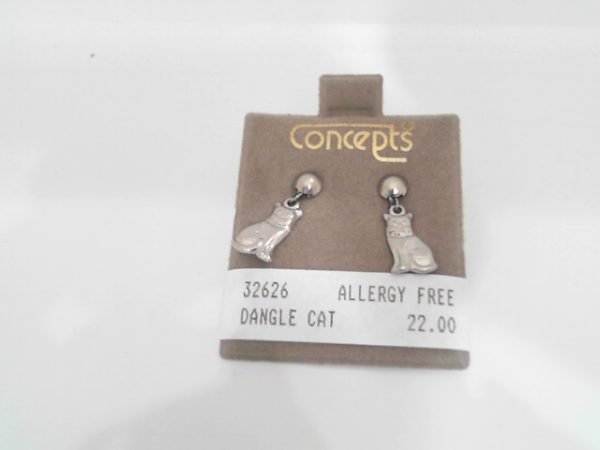 Concepts
32626 ALLERGY FREE
DANGLE CAT 22.00